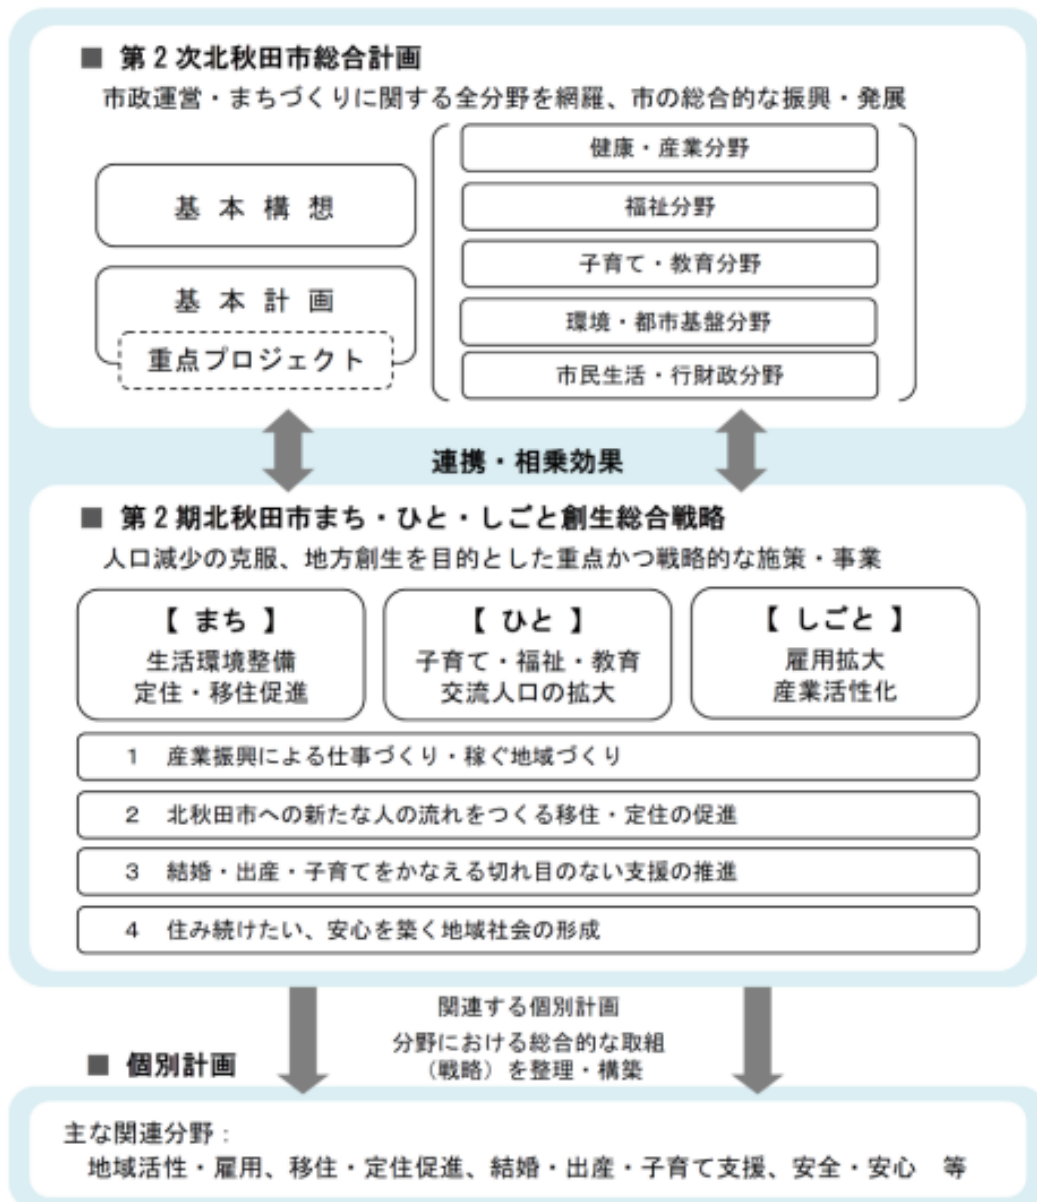 ■ 第2次北秋田市総合計画
市政運営・まちづくりに関する全分野を網羅、市の総合的な振興・発展
基本構想
基本計画
重点プロジェクト
健康・産業分野
福祉分野
子育て・教育分野
環境・都市基盤分野
市民生活・行財政分野
連携・相乗効果
■ 第2期北秋田市まち・ひと・しごと創生総合戦略
人口減少の克服、地方創生を目的とした重点かつ戦略的な施策・事業
【 まち 】
生活環境整備
定住・移住促進
【 ひと 】
子育て・福祉・教育
交流人口の拡大
【 しごと 】
雇用拡大
産業活性化
1 産業振興による仕事づくり・稼ぐ地域づくり
2 北秋田市への新たな人の流れをつくる移住・定住の促進
3 結婚・出産・子育てをかなえる切れ目のない支援の推進
4 住み続けたい、安心を築く地域社会の形成
関連する個別計画
分野における総合的な取組
(戦略)を整理・構築
■ 個別計画
主な関連分野:
地域活性・雇用、移住・定住促進、結婚・出産・子育て支援、安全・安心 等